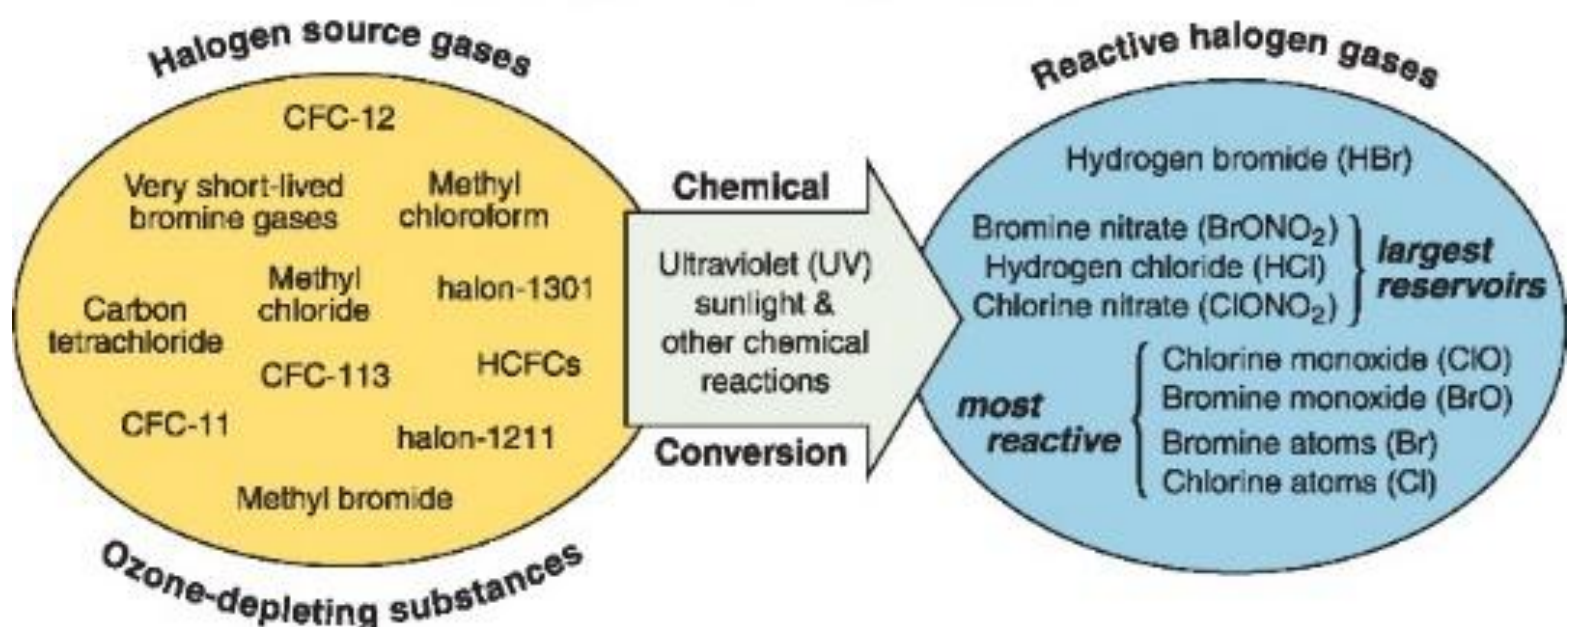 Halogen source gases
CFC-12
Very short-lived
bromine gases
Methyl
chloroform
Methyl
chloride
halon-1301
Carbon
tetrachloride
CFC-113
HCFCs
CFC-11
halon-1211
Methyl bromide
Ozone-depleting substances
Chemical
Ultraviolet (UV)
sunlight &
other chemical
reactions
Conversion
Reactive halogen gases
Hydrogen bromide (HBr)
Bromine nitrate (BrONO₂)
Hydrogen chloride (HCl)
Chlorine nitrate (ClONO₂)
largest
reservoirs
most
reactive
Chlorine monoxide (ClO)
Bromine monoxide (BrO)
Bromine atoms (Br)
Chlorine atoms (Cl)